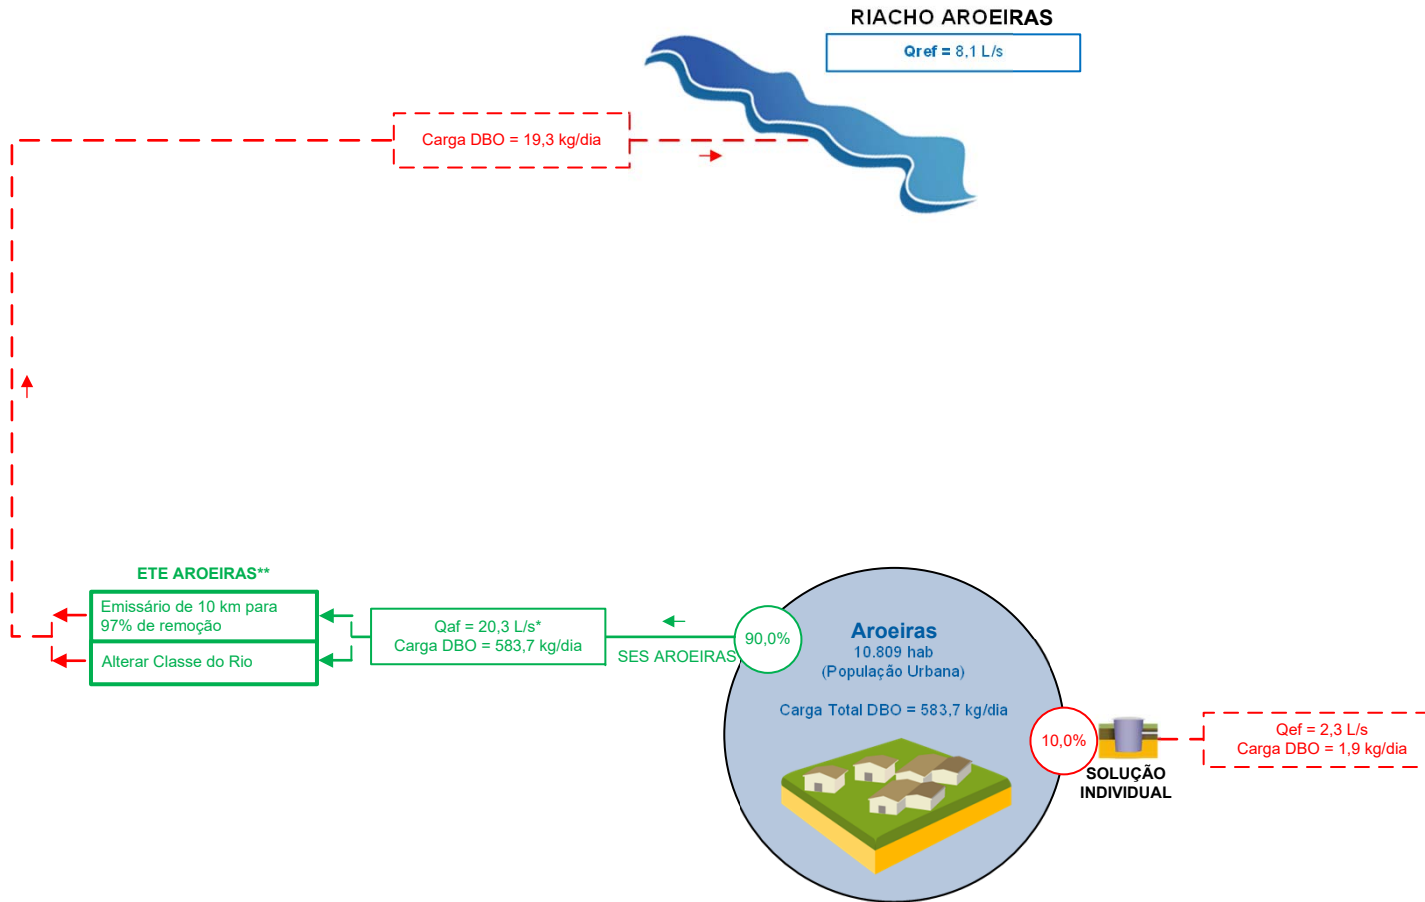 RIACHO AROEIRAS
Qref = 8,1 L/s
Carga DBO = 19,3 kg/dia
ETE AROEIRAS**
Emissário de 10 km para
97% de remoção
Alterar Classe do Rio
Qaf = 20,3 L/s*
Carga DBO = 583,7 kg/dia
SES AROEIRAS
90,0%
Aroeiras
10.809 hab
(População Urbana)
Carga Total DBO = 583,7 kg/dia
10,0%
SOLUÇÃO
INDIVIDUAL
Qef = 2,3 L/s
Carga DBO = 1,9 kg/dia